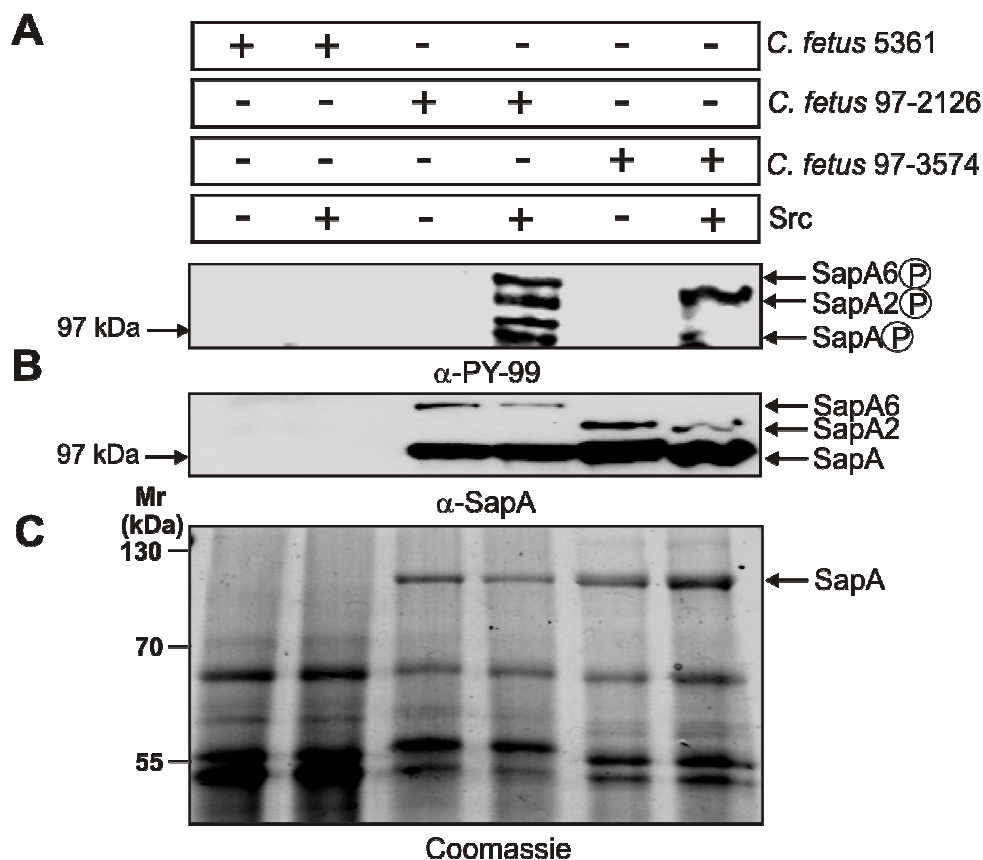 A
+ + - - - - C. fetus 5361
- - + + - - C. fetus 97-2126
- - - - + + C. fetus 97-3574
- + - + - + Src
SapA6Ⓟ
SapA2Ⓟ
97 kDa
SapAⓅ
α-PY-99
B
SapA6
SapA2
97 kDa
SapA
α-SapA
C
Mr
(kDa)
130
SapA
70
55
Coomassie